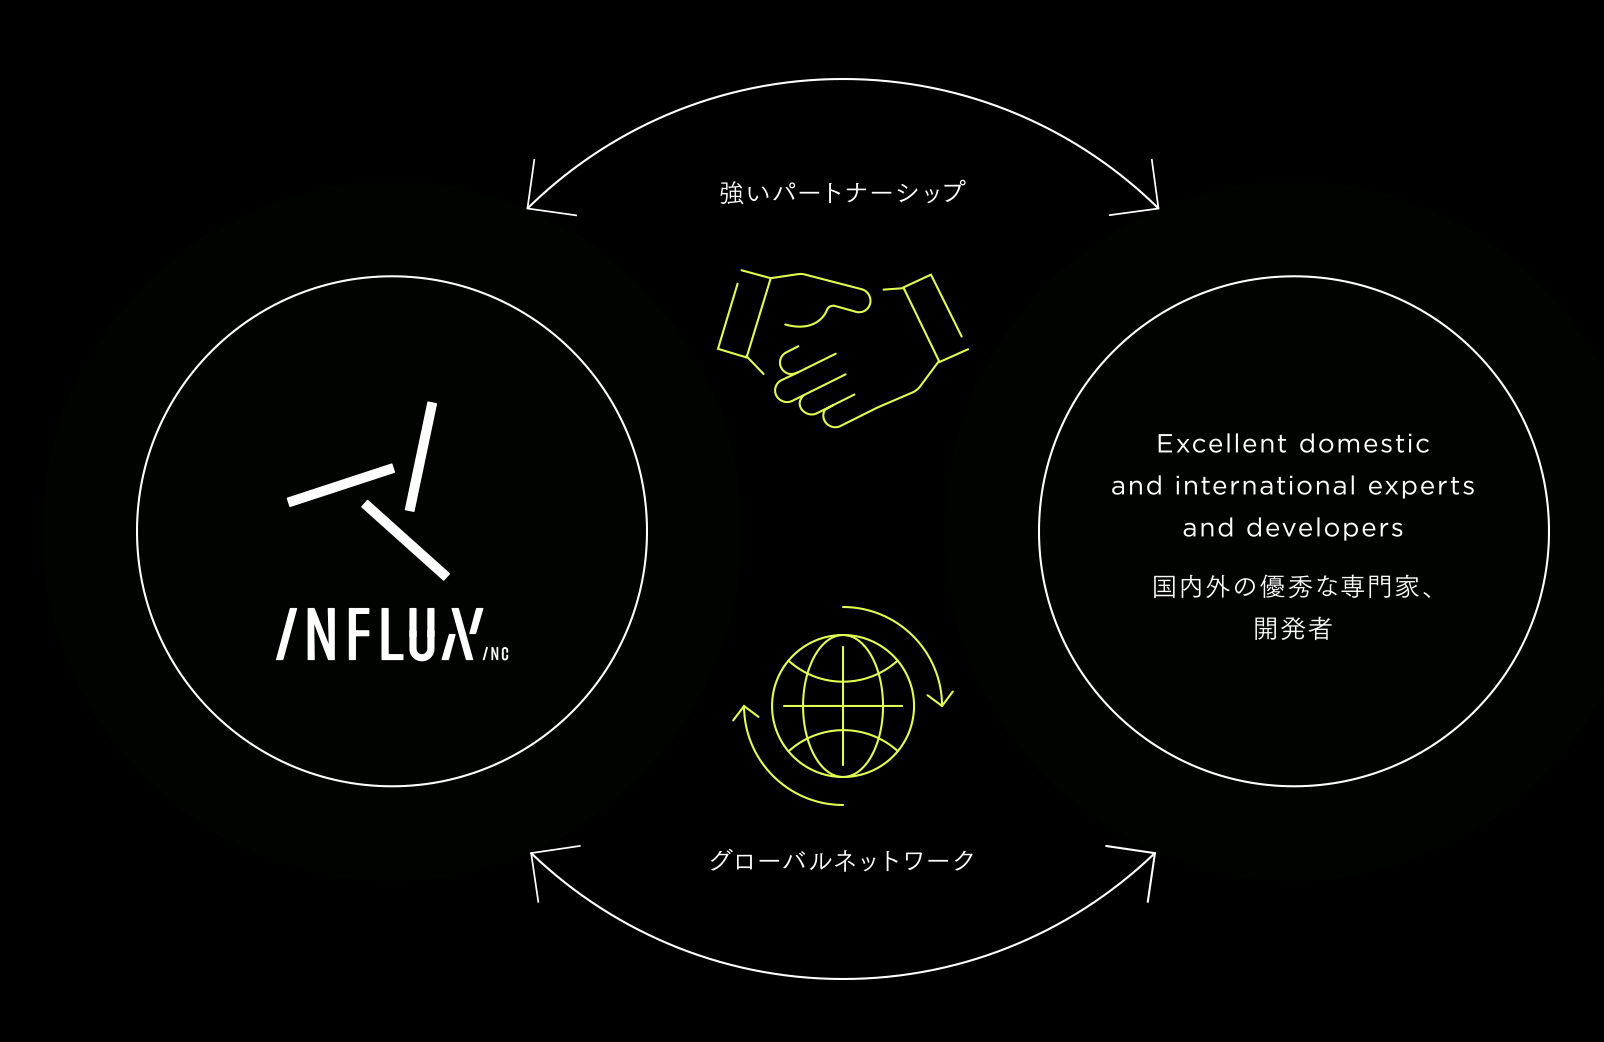 強いパートナーシップ
INFLUX INC
Excellent domestic
and international experts
and developers
国内外の優秀な専門家、
開発者
グローバルネットワーク